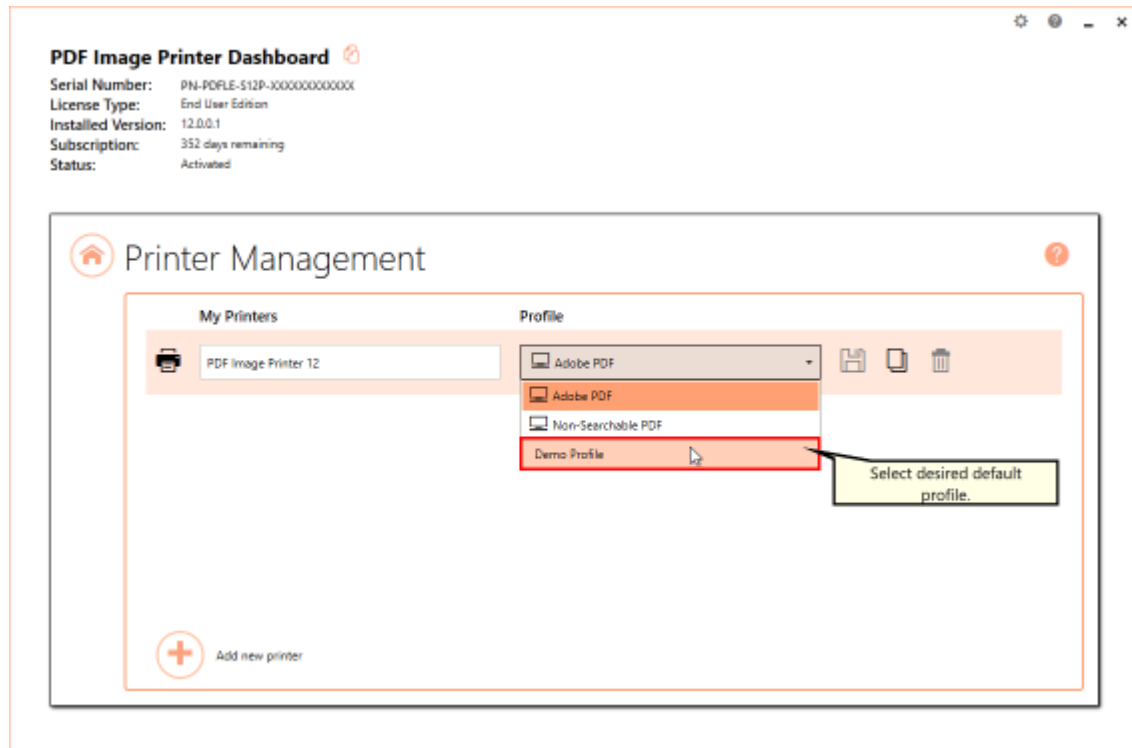 PDF Image Printer Dashboard
Serial Number: PN-PDFLE-S12P-XXXXXXXXXXXX
License Type: End User Edition
Installed Version: 12.0.0.1
Subscription: 352 days remaining
Status: Activated
Printer Management
My Printers Profile
PDF Image Printer 12 Adobe PDF
Adobe PDF
Non-Searchable PDF
Demo Profile
Select desired default
profile.
Add new printer